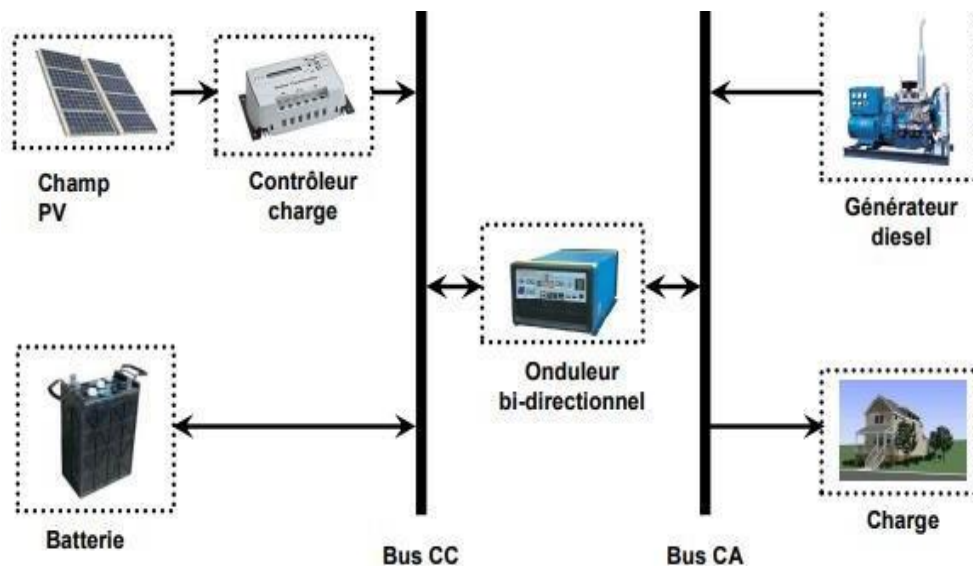 Champ
PV
Contrôleur
charge
Générateur
diesel
Onduleur
bi-directionnel
Batterie
Bus CC
Bus CA
Charge